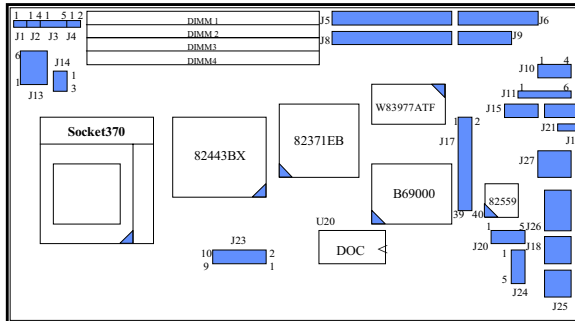 1 1 4 1 5 1 2
J1 J2 J3 J4
DIMM 1
DIMM 2
DIMM3
DIMM4
J5
J6
J8
J9
6
1
J13
J14
1
3
1 4
J10
J11
1 6
J15
J21
W83977ATF
1 2
J17
39 40
Socket370
82443BX
82371EB
B69000
82559
J27
J26
U20
DOC
1 5
J20
J18
1
5
J24
J25
J23
10 2
9 1